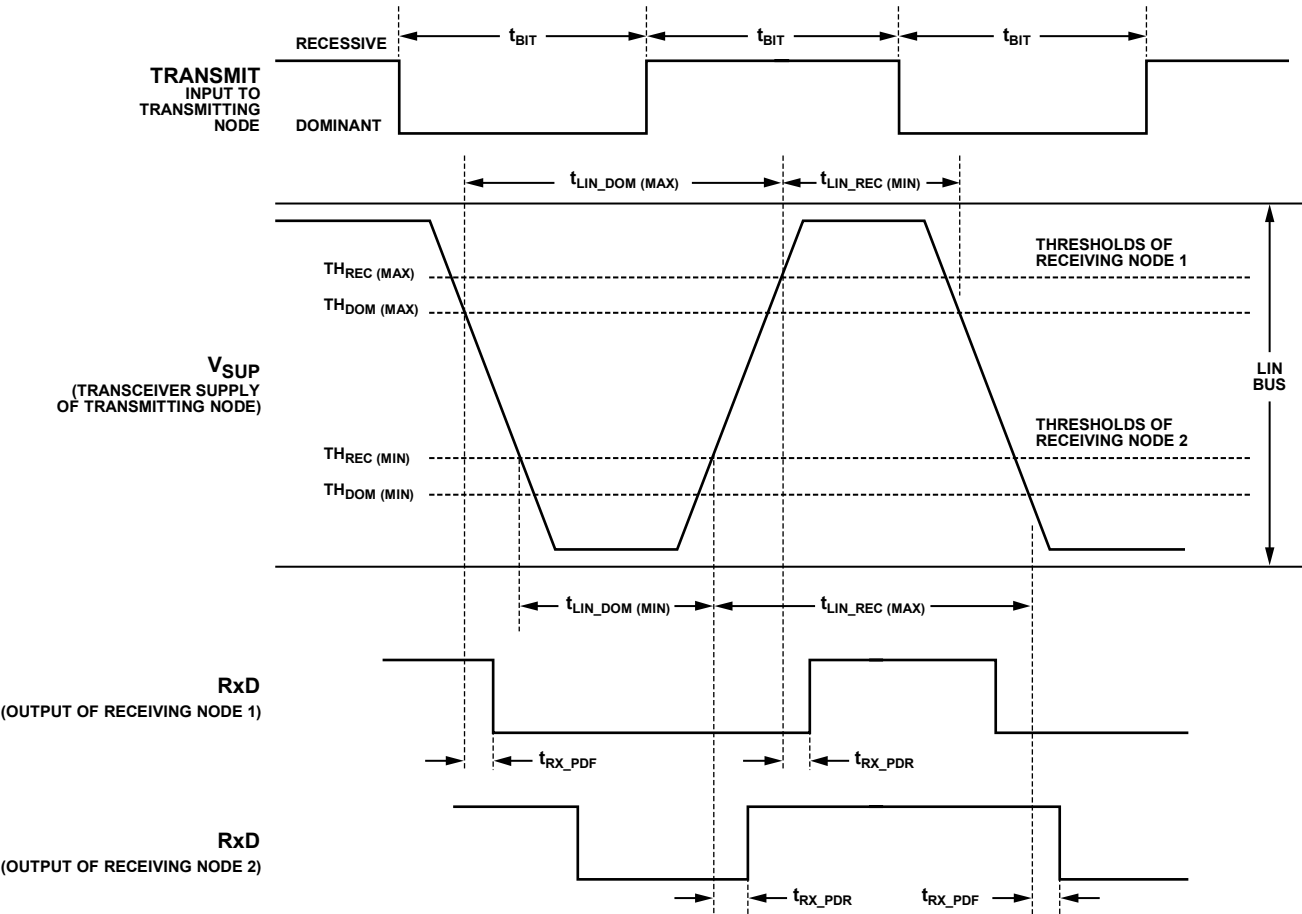 RECESSIVE
tBIT
tBIT
tBIT
TRANSMIT
INPUT TO
TRANSMITTING
NODE
DOMINANT
tLIN_DOM (MAX)
tLIN_REC (MIN)
THREC (MAX)
THRESHOLDS OF
RECEIVING NODE 1
THDOM (MAX)
VSUP
(TRANSCEIVER SUPPLY
OF TRANSMITTING NODE)
LIN
BUS
THRESHOLDS OF
RECEIVING NODE 2
THREC (MIN)
THDOM (MIN)
tLIN_DOM (MIN)
tLIN_REC (MAX)
RxD
(OUTPUT OF RECEIVING NODE 1)
tRX_PDF
tRX_PDR
RxD
(OUTPUT OF RECEIVING NODE 2)
tRX_PDR
tRX_PDF